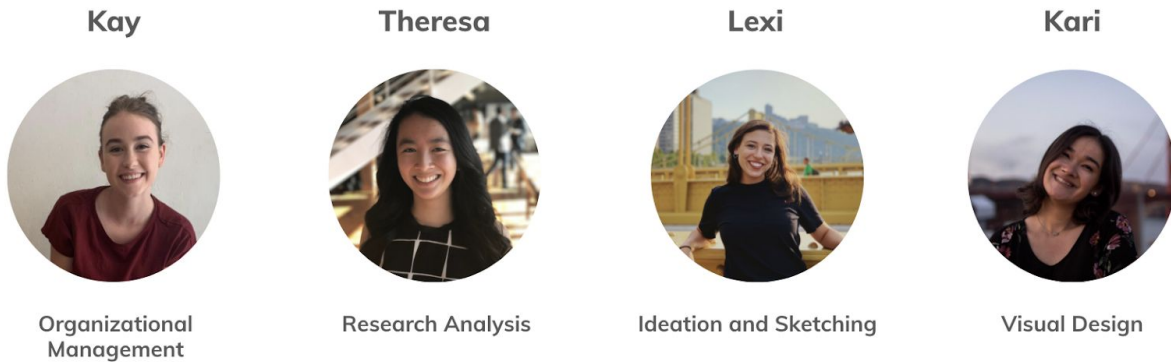 Kay
Theresa
Lexi
Kari
Organizational
Management
Research Analysis
Ideation and Sketching
Visual Design